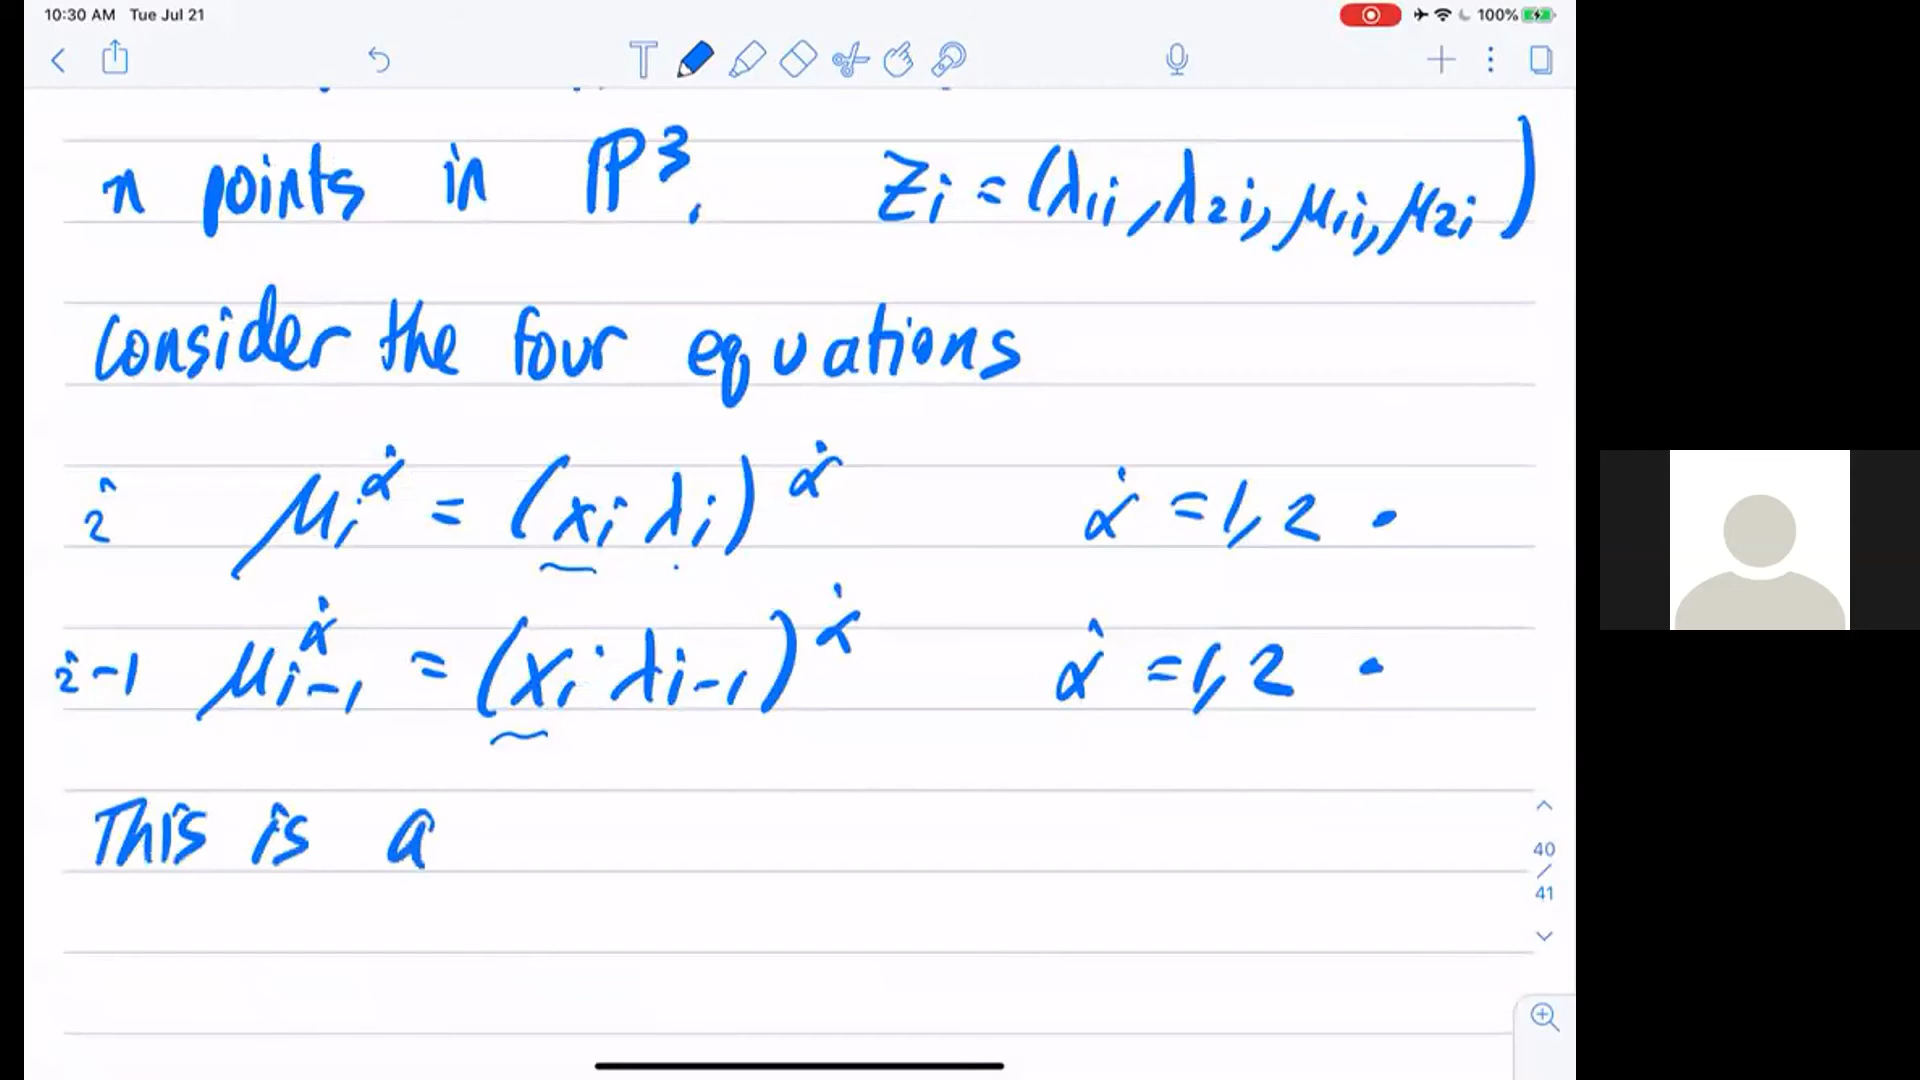 10:30 AM Tue Jul 21
100%
n points in ℙ³. Zᵢ = (λ₁ᵢ, λ₂ᵢ, μ₁ᵢ, μ₂ᵢ)
consider the four equations
i μᵢ^α̇ = (xᵢ λᵢ)^α̇ α̇ = 1, 2 •
i-1 μᵢ₋₁^α̇ = (xᵢ λᵢ₋₁)^α̇ α̇ = 1, 2 •
This is a
40
/
41